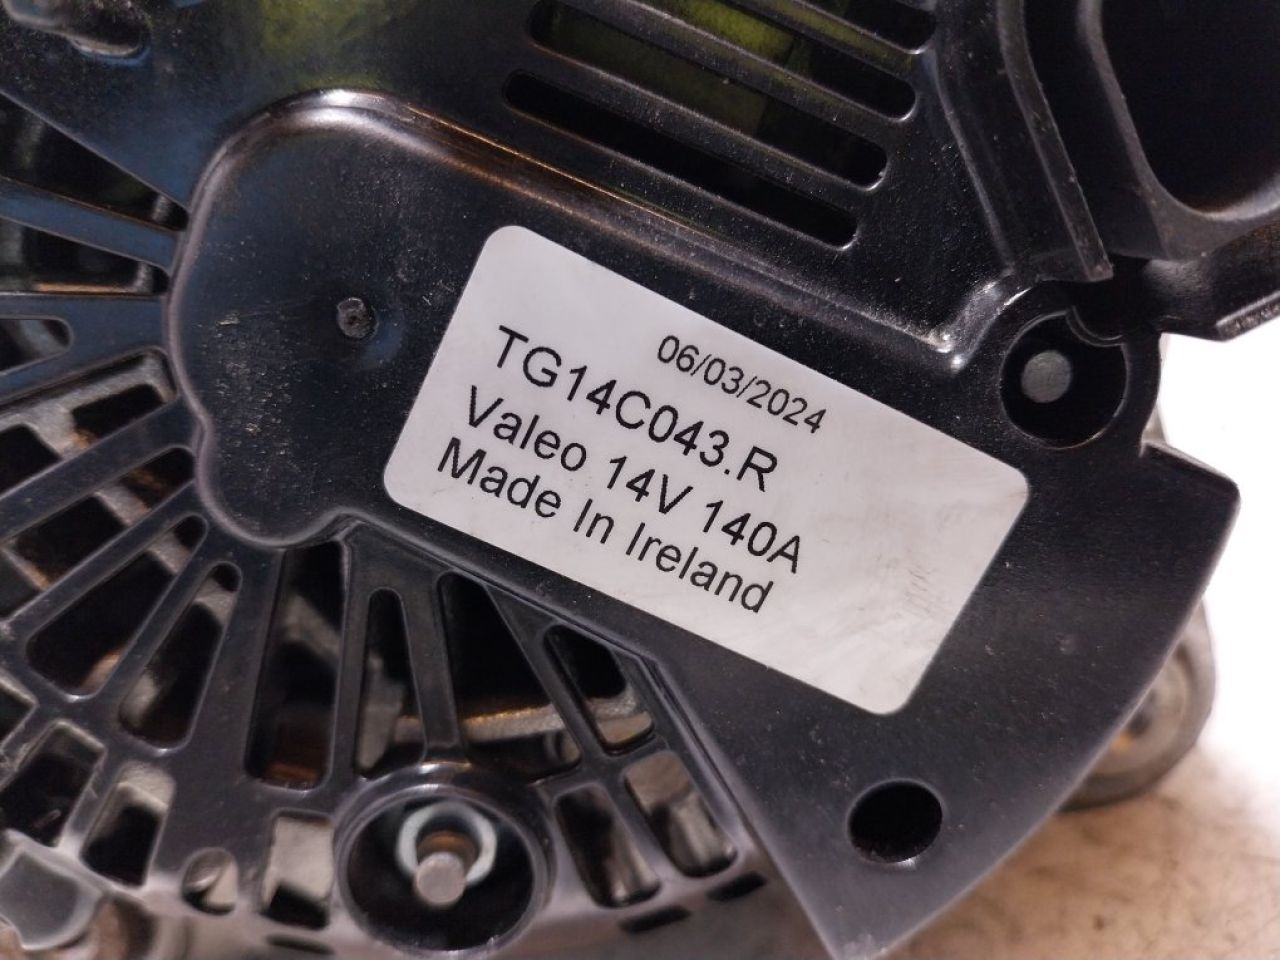 06/03/2024
TG14C043.R
Valeo 14V 140A
Made In Ireland